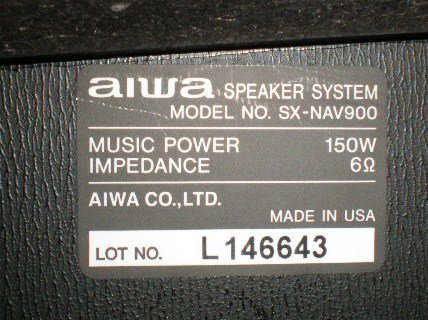 aiwa SPEAKER SYSTEM
MODEL NO. SX-NAV900
MUSIC POWER 150W
IMPEDANCE 6Ω
AIWA CO.,LTD.
MADE IN USA
LOT NO. L146643